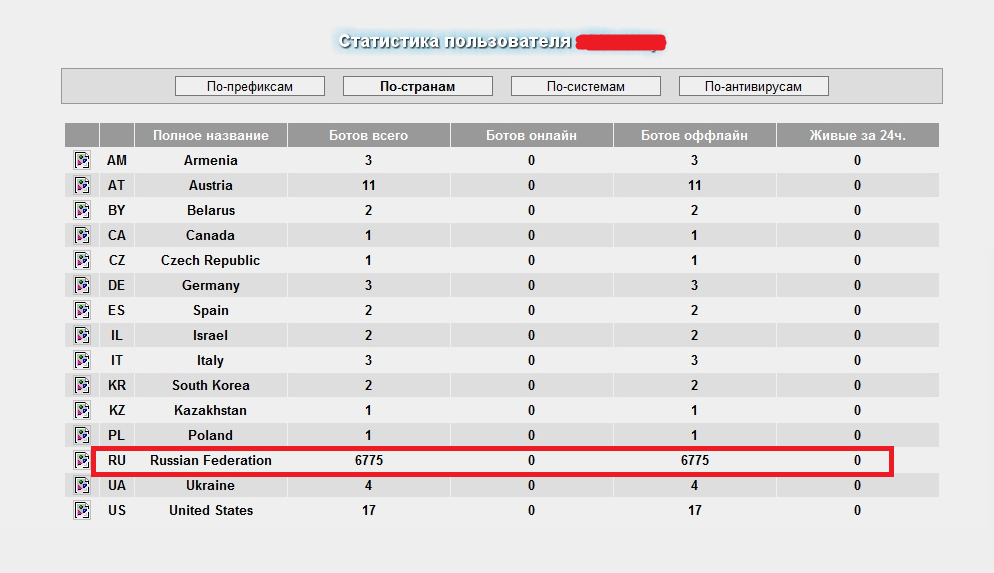 Статистика пользователя
По-префиксам По-странам По-системам По-антивирусам
Полное название Ботов всего Ботов онлайн Ботов оффлайн Живые за 24ч.
AM Armenia 3 0 3 0
AT Austria 11 0 11 0
BY Belarus 2 0 2 0
CA Canada 1 0 1 0
CZ Czech Republic 1 0 1 0
DE Germany 3 0 3 0
ES Spain 2 0 2 0
IL Israel 2 0 2 0
IT Italy 3 0 3 0
KR South Korea 2 0 2 0
KZ Kazakhstan 1 0 1 0
PL Poland 1 0 1 0
RU Russian Federation 6775 0 6775 0
UA Ukraine 4 0 4 0
US United States 17 0 17 0